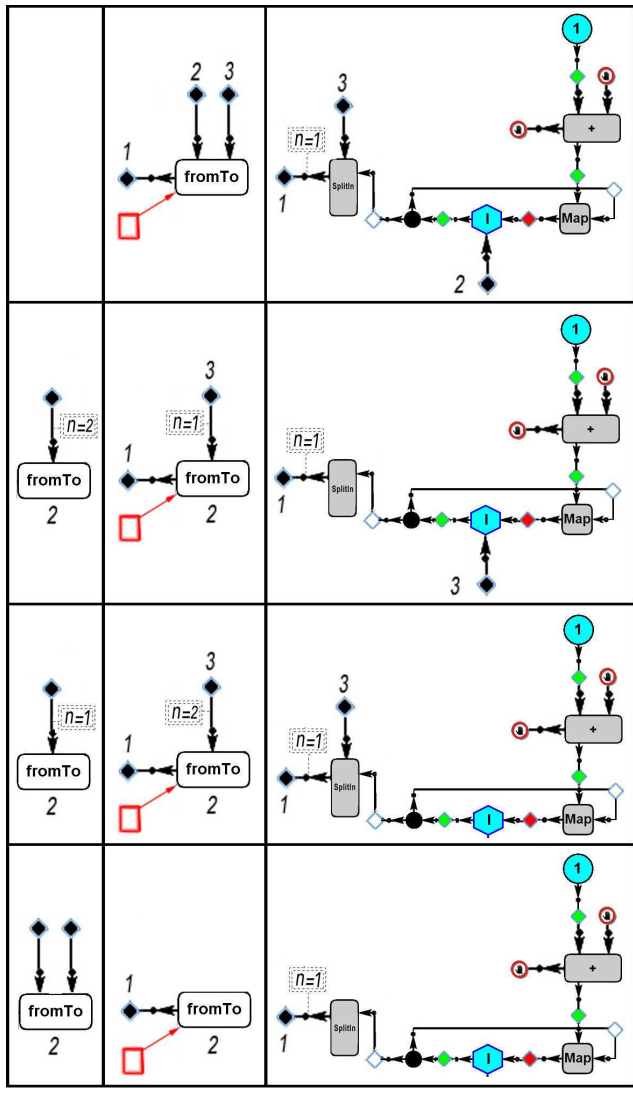 1
2 3
3
+
n=1
1
fromTo
SplitIn
1
I
Map
2
1
3
n=2
n=1
n=1
+
1
fromTo
fromTo
SplitIn
1
2
2
I
Map
3
1
3
3
n=1
n=2
n=1
+
1
fromTo
fromTo
SplitIn
1
2
2
I
Map
1
+
n=1
1
fromTo
fromTo
SplitIn
1
2
2
I
Map